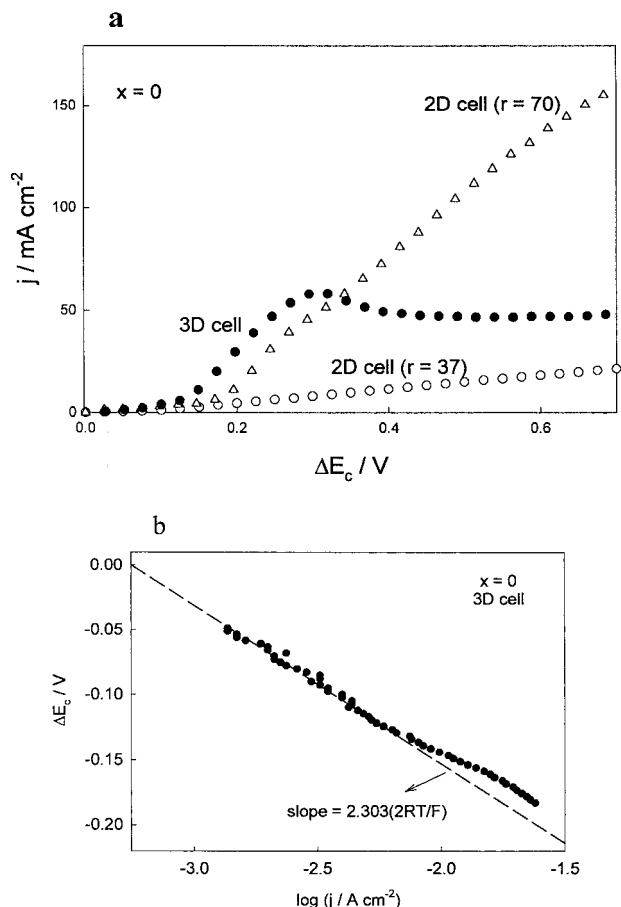 a
x = 0
2D cell (r = 70)
3D cell
2D cell (r = 37)
j / mA cm⁻²
150
100
50
0
0.0 0.2 0.4 0.6
ΔE_c / V
b
x = 0
3D cell
ΔE_c / V
0.00
-0.05
-0.10
-0.15
-0.20
slope = 2.303(2RT/F)
-3.0 -2.5 -2.0 -1.5
log (j / A cm⁻²)